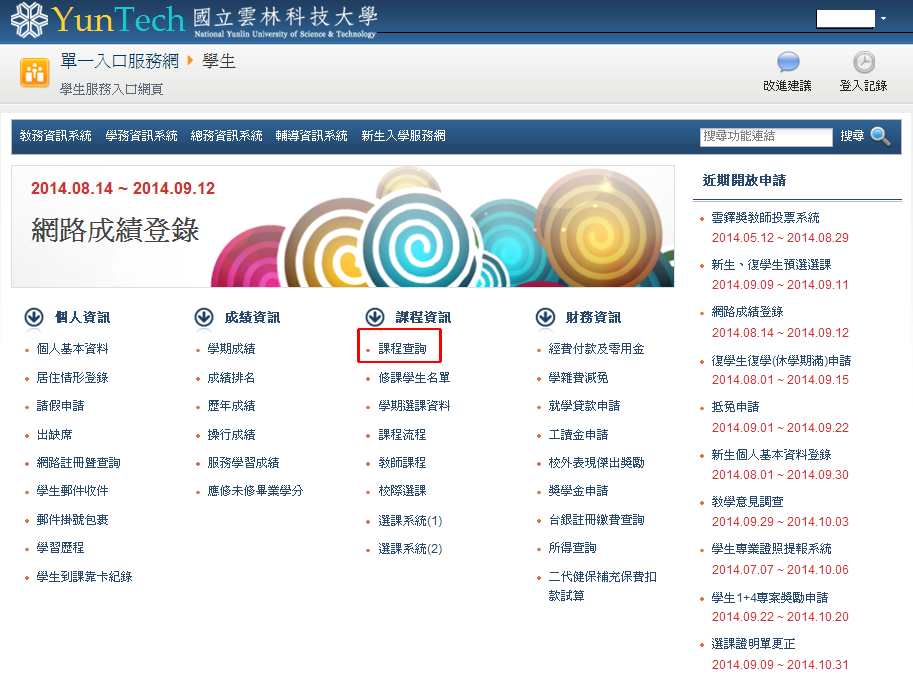 YunTech 國立雲林科技大學
National Yunlin University of Science & Technology
單一入口服務網 學生
學生服務入口網頁
改進建議 登入記錄
教務資訊系統 學務資訊系統 總務資訊系統 輔導資訊系統 新生入學服務網
搜尋功能連結 搜尋
2014.08.14 ~ 2014.09.12
網路成績登錄
個人資訊
個人基本資料
居住情形登錄
請假申請
出缺席
網路註冊暨查詢
學生郵件收件
郵件掛號包裹
學習歷程
學生到課靠卡紀錄
成績資訊
學期成績
成績排名
歷年成績
操行成績
服務學習成績
應修未修畢業學分
課程資訊
課程查詢
修課學生名單
學期選課資料
課程流程
教師課程
校際選課
選課系統(1)
選課系統(2)
財務資訊
經費付款及零用金
學雜費減免
就學貸款申請
工讀金申請
校外表現傑出獎勵
獎學金申請
台銀註冊繳費查詢
所得查詢
二代健保補充保費扣
款試算
近期開放申請
雲鐸獎教師投票系統
2014.05.12 ~ 2014.08.29
新生、復學生預選選課
2014.09.09 ~ 2014.09.11
網路成績登錄
2014.08.14 ~ 2014.09.12
復學生復學(休學期滿)申請
2014.08.01 ~ 2014.09.15
抵免申請
2014.09.01 ~ 2014.09.22
新生個人基本資料登錄
2014.08.01 ~ 2014.09.30
教學意見調查
2014.09.29 ~ 2014.10.03
學生專業證照提報系統
2014.07.07 ~ 2014.10.06
學生1+4專案獎勵申請
2014.09.22 ~ 2014.10.20
選課證明單更正
2014.09.09 ~ 2014.10.31